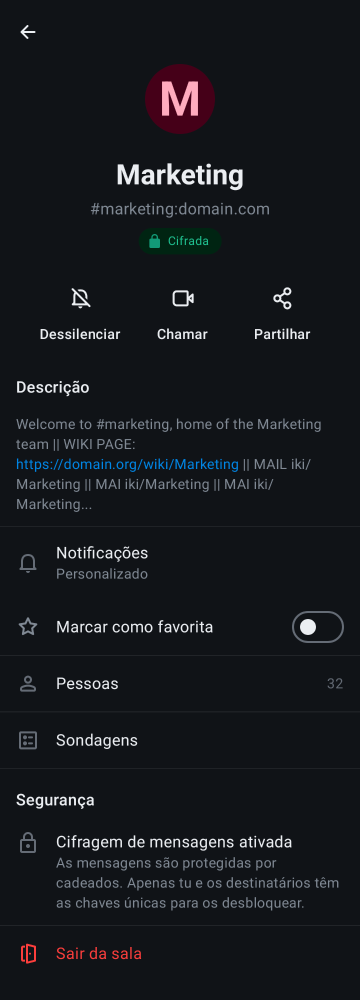 M
Marketing
#marketing:domain.com
Cifrada
Dessilenciar Chamar Partilhar
Descrição
Welcome to #marketing, home of the Marketing
team || WIKI PAGE:
https://domain.org/wiki/Marketing || MAIL iki/
Marketing || MAI iki/Marketing || MAI iki/
Marketing...
Notificações
Personalizado
Marcar como favorita
Pessoas 32
Sondagens
Segurança
Cifragem de mensagens ativada
As mensagens são protegidas por
cadeados. Apenas tu e os destinatários têm
as chaves únicas para os desbloquear.
Sair da sala